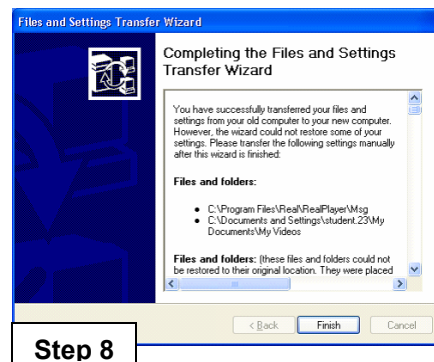 Files and Settings Transfer Wizard
Completing the Files and Settings
Transfer Wizard
You have successfully transferred your files and
settings from your old computer to your new computer.
However, the wizard could not restore some of your
settings. Please transfer the following settings manually
after this wizard is finished:
Files and folders:
• C:\Program Files\Real\RealPlayer\Msg
• C:\Documents and Settings\student.23\My
Documents\My Videos
Files and folders: (these files and folders could not
be restored to their original location. They were placed
< Back
Finish
Cancel
Step 8